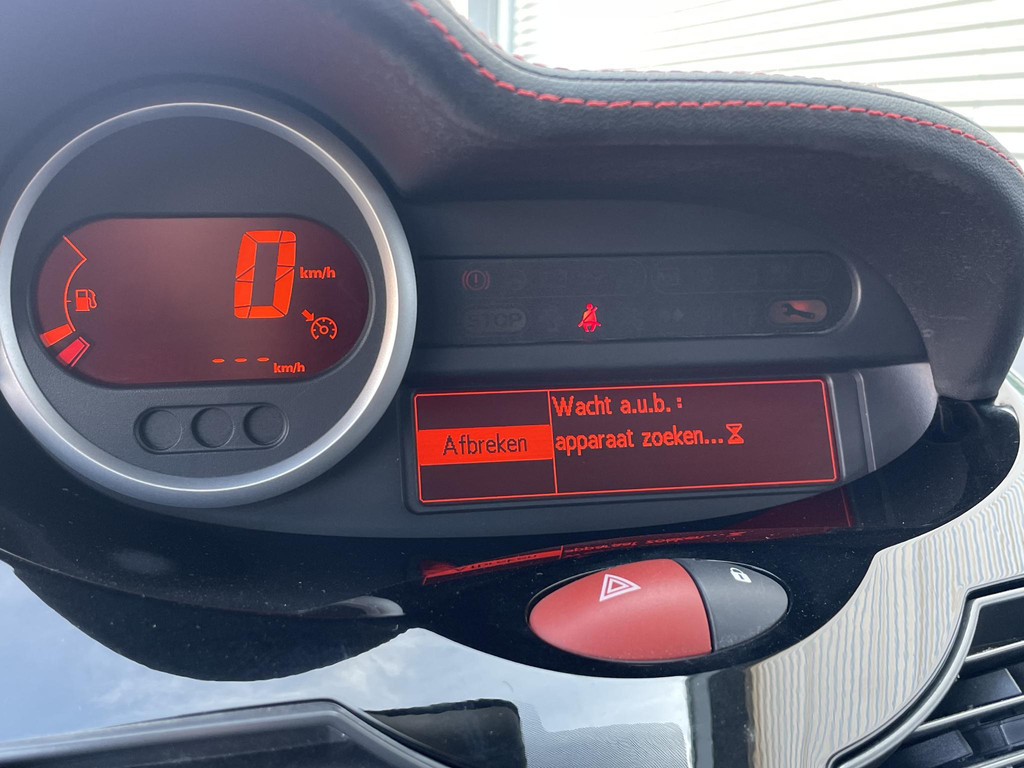 0
km/h
--- km/h
STOP
Wacht a.u.b. :
Afbreken
apparaat zoeken...